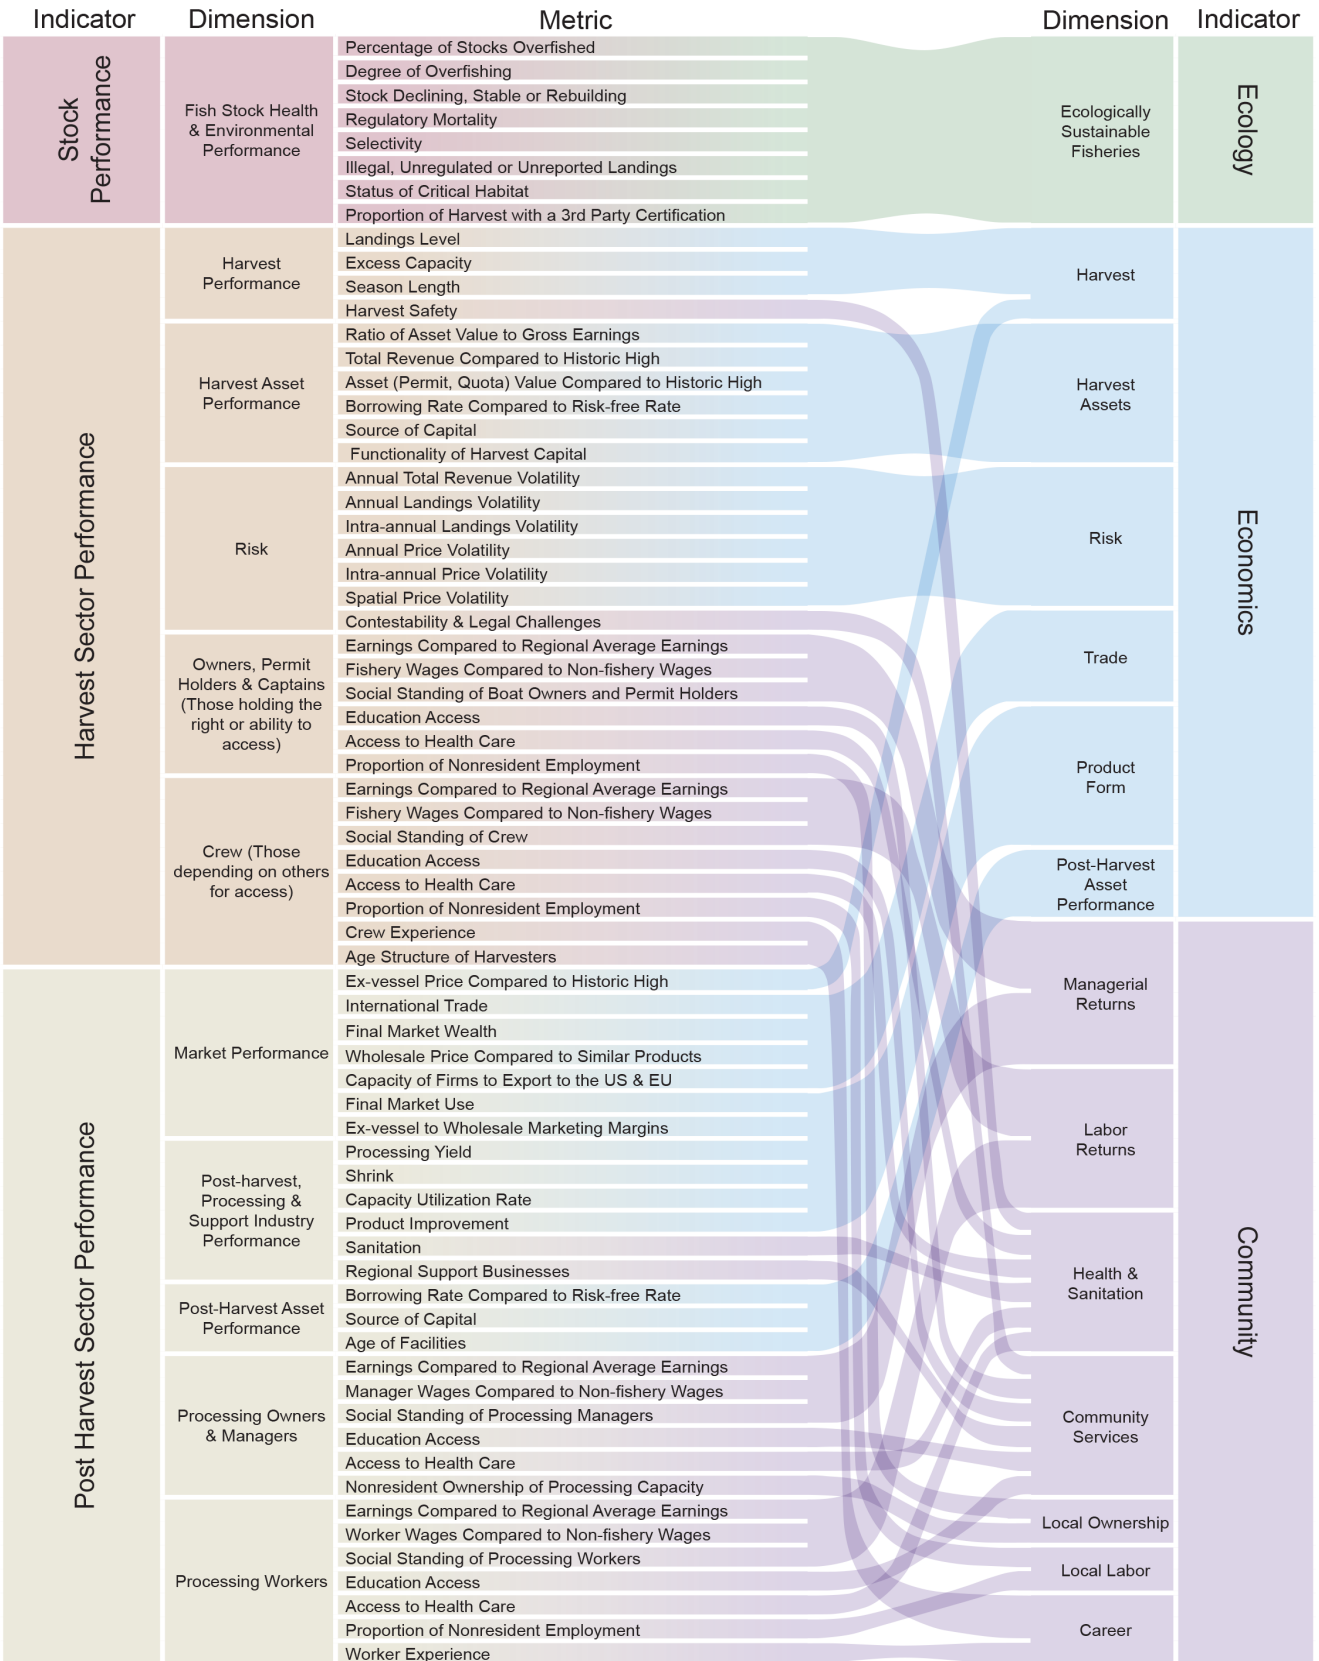 Indicator
Dimension
Metric
Dimension
Indicator
Stock
Performance
Fish Stock Health
& Environmental
Performance
Percentage of Stocks Overfished
Degree of Overfishing
Stock Declining, Stable or Rebuilding
Regulatory Mortality
Selectivity
Illegal, Unregulated or Unreported Landings
Status of Critical Habitat
Proportion of Harvest with a 3rd Party Certification
Ecologically
Sustainable
Fisheries
Ecology
Harvest Sector Performance
Harvest
Performance
Landings Level
Excess Capacity
Season Length
Harvest Safety
Harvest Asset
Performance
Ratio of Asset Value to Gross Earnings
Total Revenue Compared to Historic High
Asset (Permit, Quota) Value Compared to Historic High
Borrowing Rate Compared to Risk-free Rate
Source of Capital
Functionality of Harvest Capital
Risk
Annual Total Revenue Volatility
Annual Landings Volatility
Intra-annual Landings Volatility
Annual Price Volatility
Intra-annual Price Volatility
Spatial Price Volatility
Contestability & Legal Challenges
Owners, Permit
Holders & Captains
(Those holding the
right or ability to
access)
Earnings Compared to Regional Average Earnings
Fishery Wages Compared to Non-fishery Wages
Social Standing of Boat Owners and Permit Holders
Education Access
Access to Health Care
Proportion of Nonresident Employment
Crew (Those
depending on others
for access)
Earnings Compared to Regional Average Earnings
Fishery Wages Compared to Non-fishery Wages
Social Standing of Crew
Education Access
Access to Health Care
Proportion of Nonresident Employment
Crew Experience
Age Structure of Harvesters
Post Harvest Sector Performance
Market Performance
Ex-vessel Price Compared to Historic High
International Trade
Final Market Wealth
Wholesale Price Compared to Similar Products
Capacity of Firms to Export to the US & EU
Final Market Use
Ex-vessel to Wholesale Marketing Margins
Post-harvest,
Processing &
Support Industry
Performance
Processing Yield
Shrink
Capacity Utilization Rate
Product Improvement
Sanitation
Regional Support Businesses
Post-Harvest Asset
Performance
Borrowing Rate Compared to Risk-free Rate
Source of Capital
Age of Facilities
Processing Owners
& Managers
Earnings Compared to Regional Average Earnings
Manager Wages Compared to Non-fishery Wages
Social Standing of Processing Managers
Education Access
Access to Health Care
Nonresident Ownership of Processing Capacity
Processing Workers
Earnings Compared to Regional Average Earnings
Worker Wages Compared to Non-fishery Wages
Social Standing of Processing Workers
Education Access
Access to Health Care
Proportion of Nonresident Employment
Worker Experience
Harvest
Harvest
Assets
Risk
Trade
Product
Form
Post-Harvest
Asset
Performance
Economics
Managerial
Returns
Labor
Returns
Health &
Sanitation
Community
Services
Local Ownership
Local Labor
Career
Community